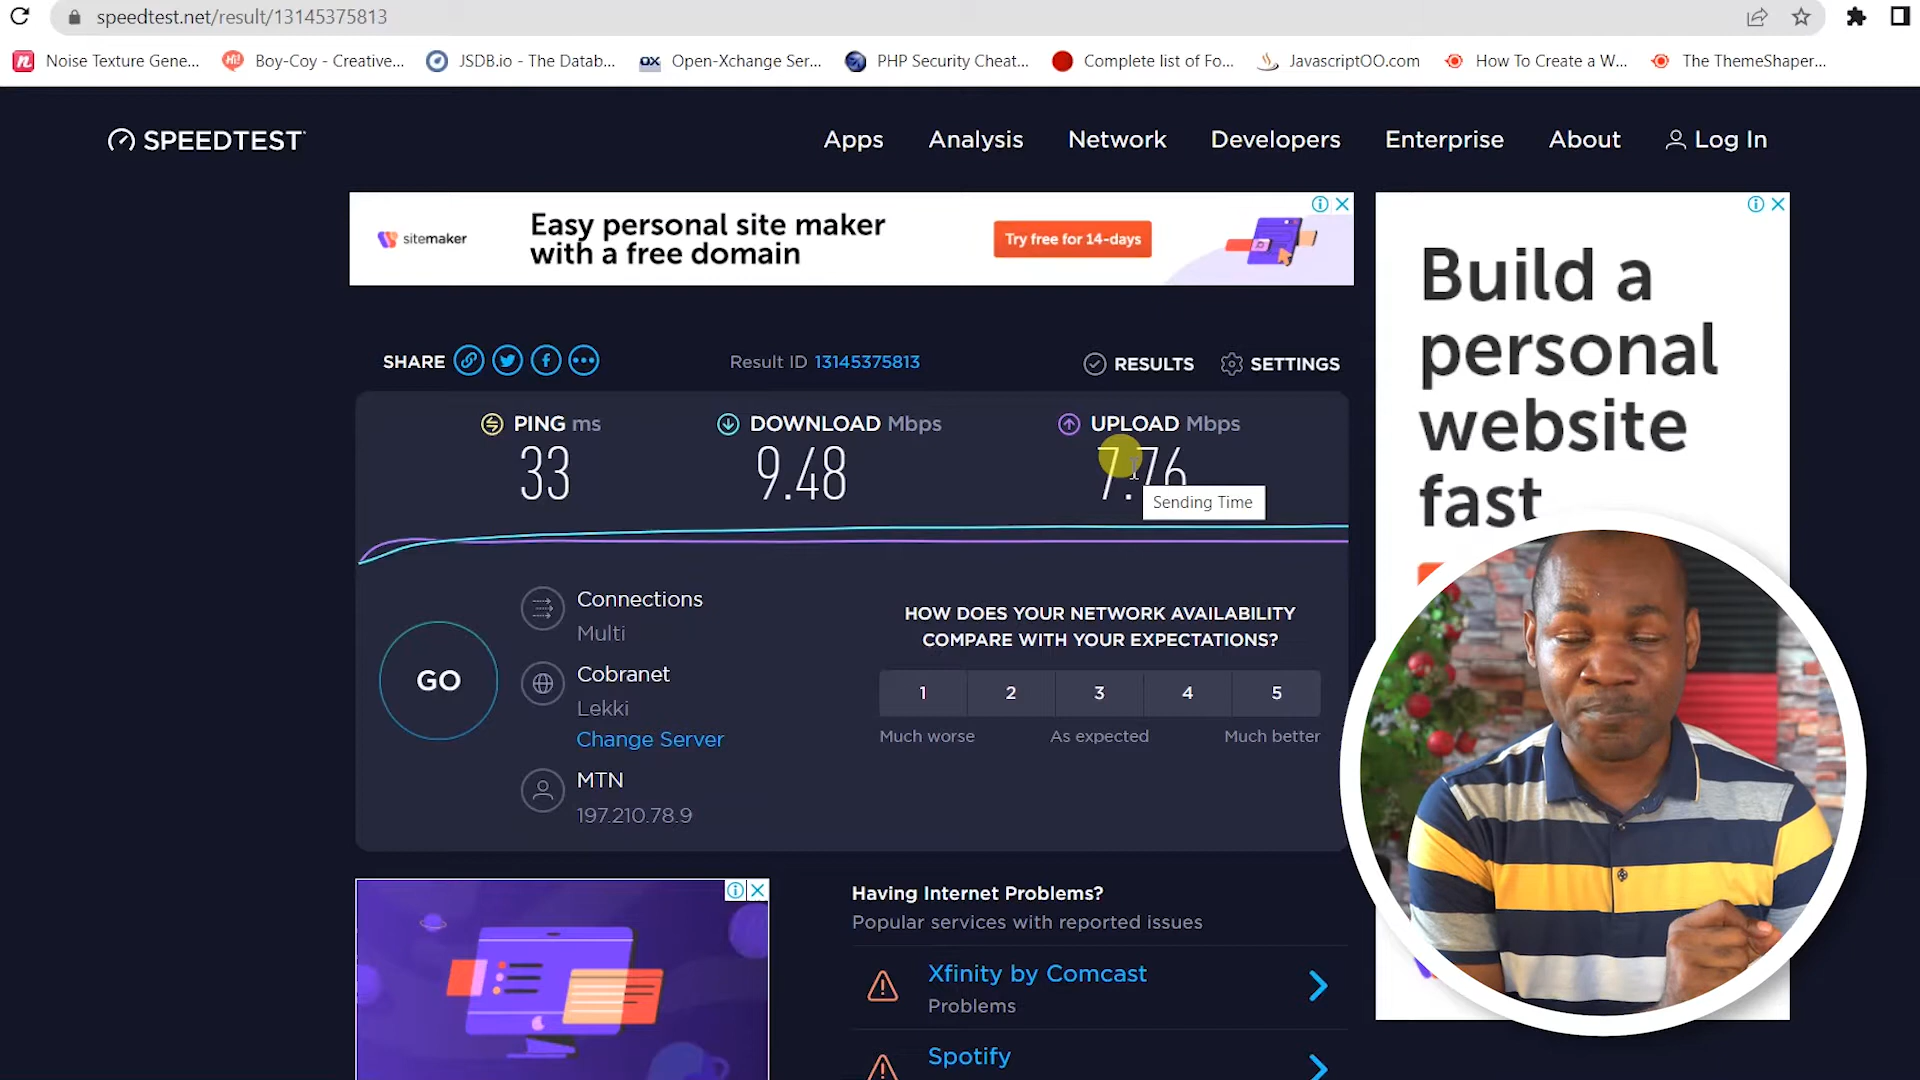 speedtest.net/result/13145375813
Noise Texture Gene...
Boy-Coy - Creative...
JSDB.io - The Datab...
OX
Open-Xchange Ser...
PHP Security Cheat...
Complete list of Fo...
JavascriptOO.com
How To Create a W...
The ThemeShaper...
SPEEDTEST
Apps
Analysis
Network
Developers
Enterprise
About
Log In
sitemaker
Easy personal site maker
with a free domain
Try free for 14-days
Build a
personal
website
fast
SHARE
Result ID 13145375813
RESULTS
SETTINGS
PING ms
33
DOWNLOAD Mbps
9.48
UPLOAD Mbps
7.76
Sending Time
GO
Connections
Multi
Cobranet
Lekki
Change Server
MTN
197.210.78.9
HOW DOES YOUR NETWORK AVAILABILITY
COMPARE WITH YOUR EXPECTATIONS?
1 2 3 4 5
Much worse As expected Much better
Having Internet Problems?
Popular services with reported issues
Xfinity by Comcast
Problems
Spotify